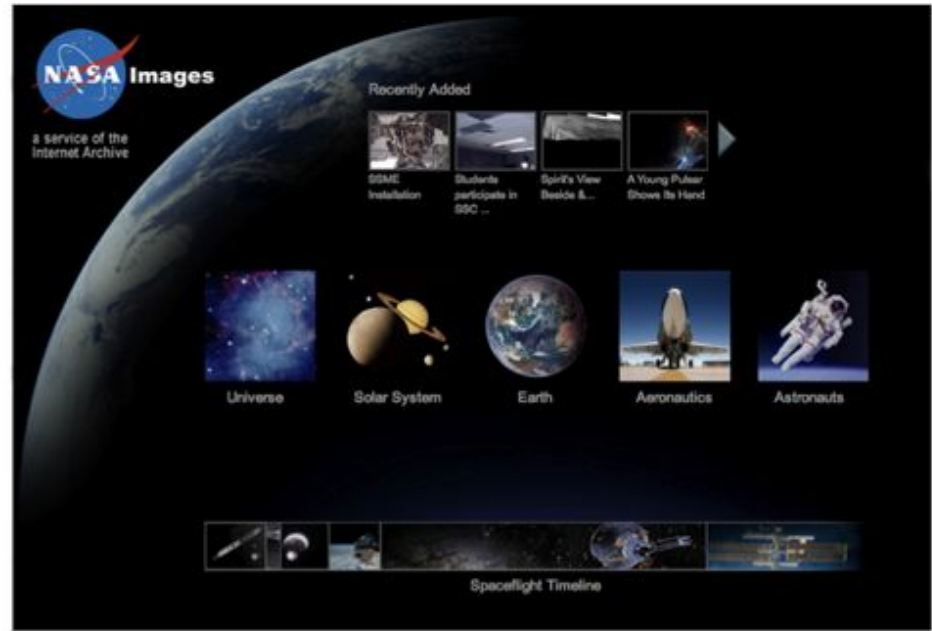 NASA Images
a service of the
Internet Archive
Recently Added
SSME
Installation
Students
participate in
SSC ...
Spirit's View
Beside &...
A Young Pulsar
Shows Its Hand
Universe
Solar System
Earth
Aeronautics
Astronauts
Spaceflight Timeline